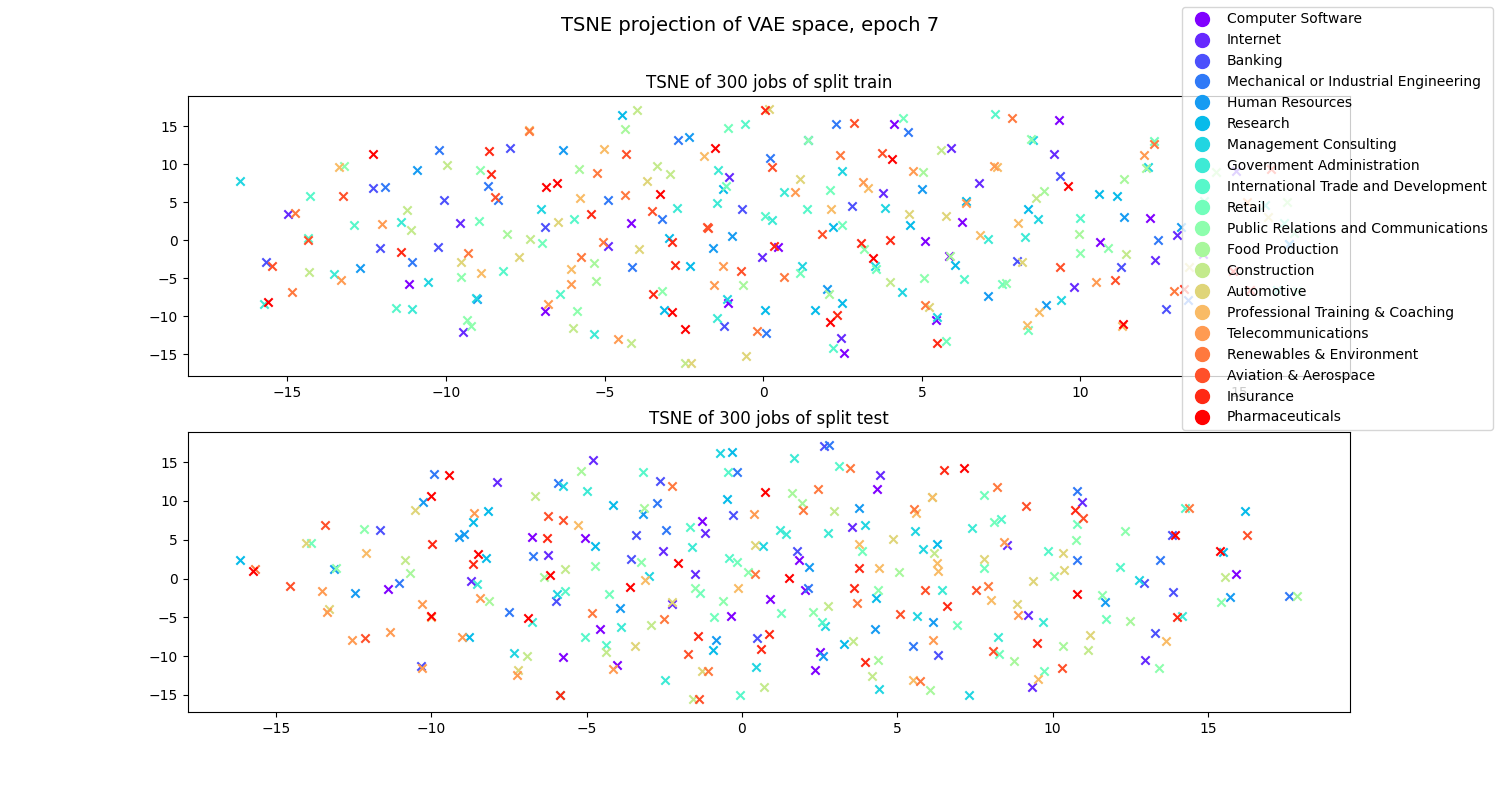 TSNE projection of VAE space, epoch 7
Computer Software
Internet
Banking
Mechanical or Industrial Engineering
Human Resources
Research
Management Consulting
Government Administration
International Trade and Development
Retail
Public Relations and Communications
Food Production
Construction
Automotive
Professional Training & Coaching
Telecommunications
Renewables & Environment
Aviation & Aerospace
Insurance
Pharmaceuticals
TSNE of 300 jobs of split train
15
10
5
0
−5
−10
−15
−15 −10 −5 0 5 10 15
TSNE of 300 jobs of split test
15
10
5
0
−5
−10
−15
−15 −10 −5 0 5 10 15